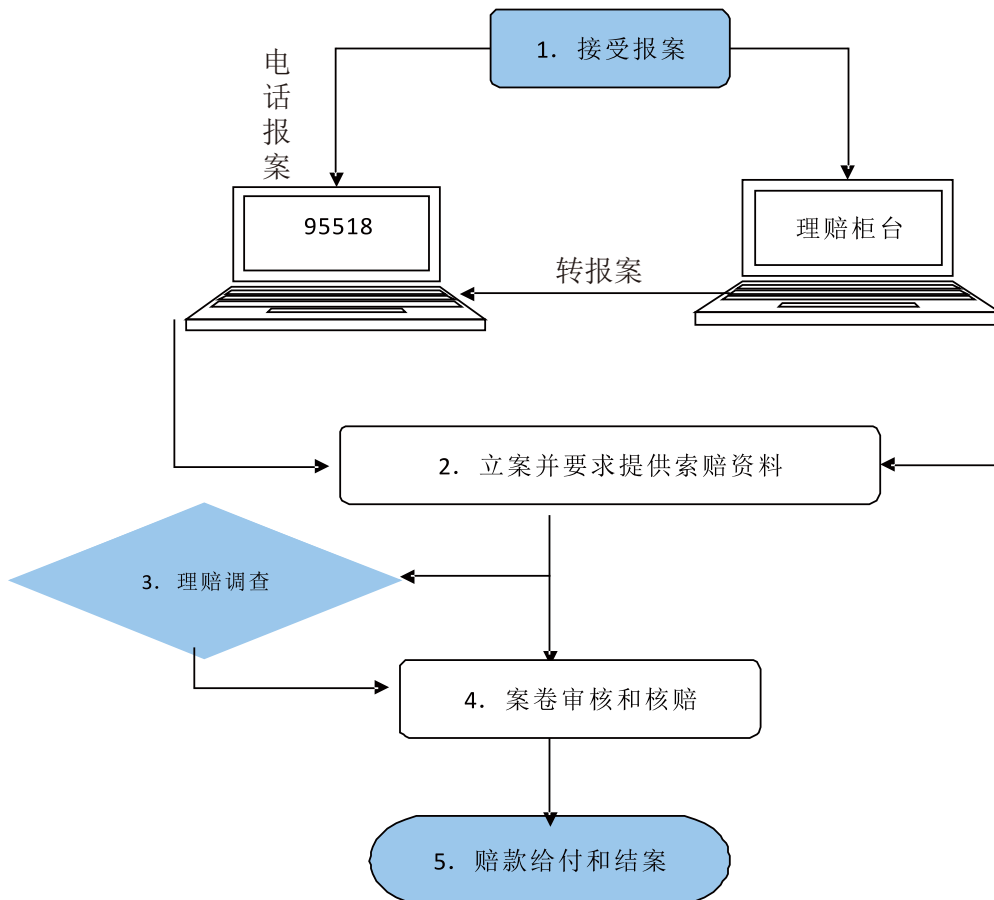 1. 接受报案
电话报案
95518
理赔柜台
转报案
2. 立案并要求提供索赔资料
3. 理赔调查
4. 案卷审核和核赔
5. 赔款给付和结案